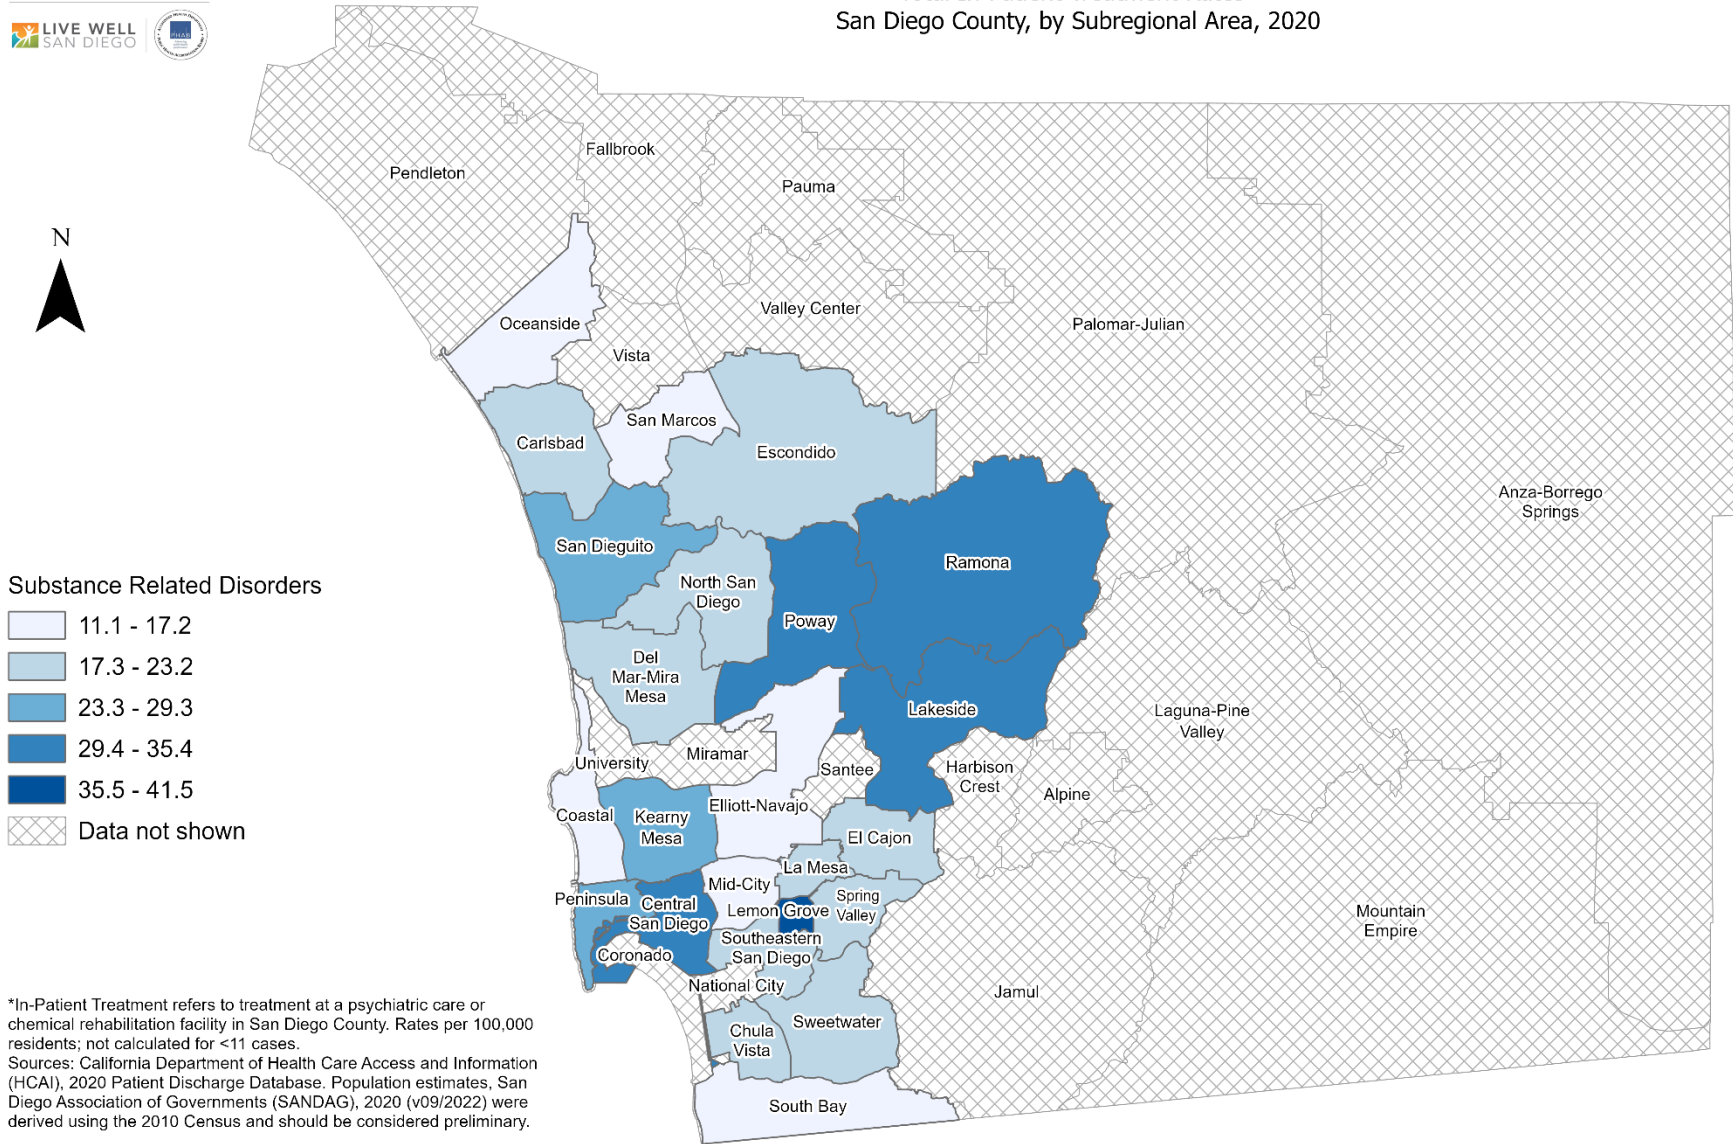 LIVE WELL
SAN DIEGO
PHAB
San Diego County, by Subregional Area, 2020
Fallbrook
Pendleton
Pauma
N
Valley Center
Oceanside
Palomar-Julian
Vista
San Marcos
Carlsbad
Escondido
Anza-Borrego
Springs
San Dieguito
Ramona
North San
Diego
Poway
Del
Mar-Mira
Mesa
Lakeside
Laguna-Pine
Valley
Miramar
University
Santee
Harbison
Crest
Alpine
Elliott-Navajo
Coastal
Kearny
Mesa
El Cajon
La Mesa
Mid-City
Peninsula
Central
San Diego
Lemon Grove
Spring
Valley
Mountain
Empire
Southeastern
San Diego
Coronado
National City
Jamul
Sweetwater
Chula
Vista
South Bay
Substance Related Disorders
11.1 - 17.2
17.3 - 23.2
23.3 - 29.3
29.4 - 35.4
35.5 - 41.5
Data not shown
*In-Patient Treatment refers to treatment at a psychiatric care or
chemical rehabilitation facility in San Diego County. Rates per 100,000
residents; not calculated for <11 cases.
Sources: California Department of Health Care Access and Information
(HCAI), 2020 Patient Discharge Database. Population estimates, San
Diego Association of Governments (SANDAG), 2020 (v09/2022) were
derived using the 2010 Census and should be considered preliminary.